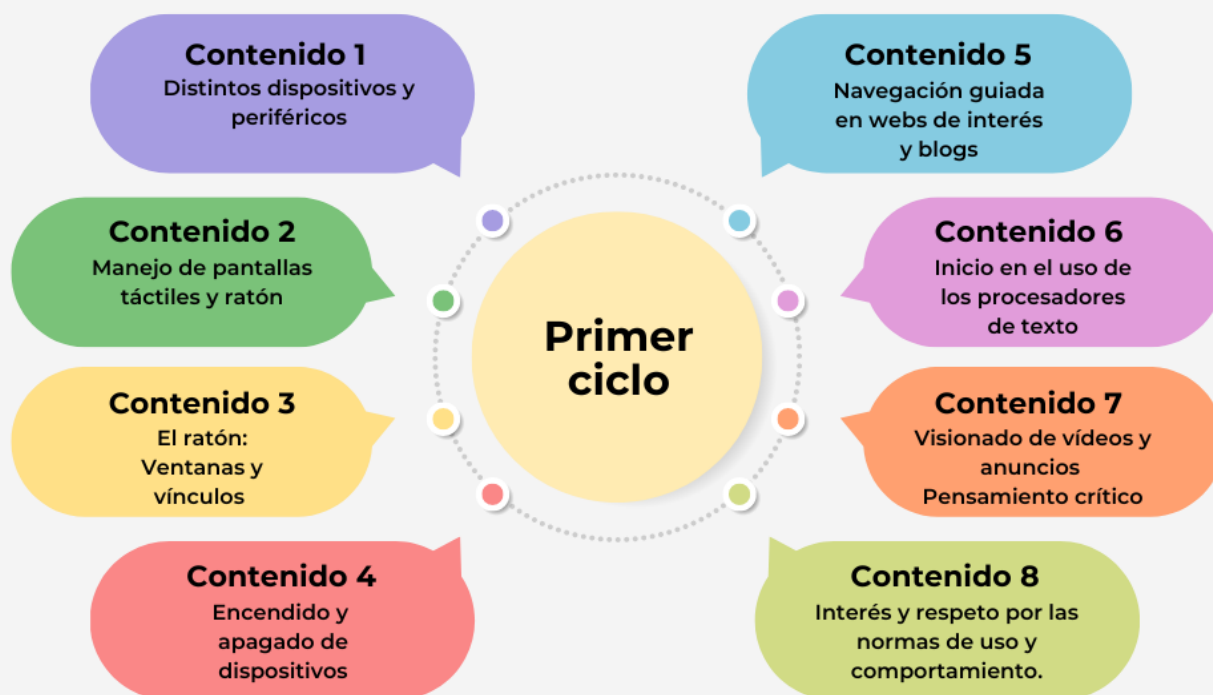 Contenido 1
Distintos dispositivos y
periféricos
Contenido 2
Manejo de pantallas
táctiles y ratón
Contenido 3
El ratón:
Ventanas y
vínculos
Contenido 4
Encendido y
apagado de
dispositivos
Primer
ciclo
Contenido 5
Navegación guiada
en webs de interés
y blogs
Contenido 6
Inicio en el uso de
los procesadores
de texto
Contenido 7
Visionado de vídeos y
anuncios
Pensamiento crítico
Contenido 8
Interés y respeto por las
normas de uso y
comportamiento.